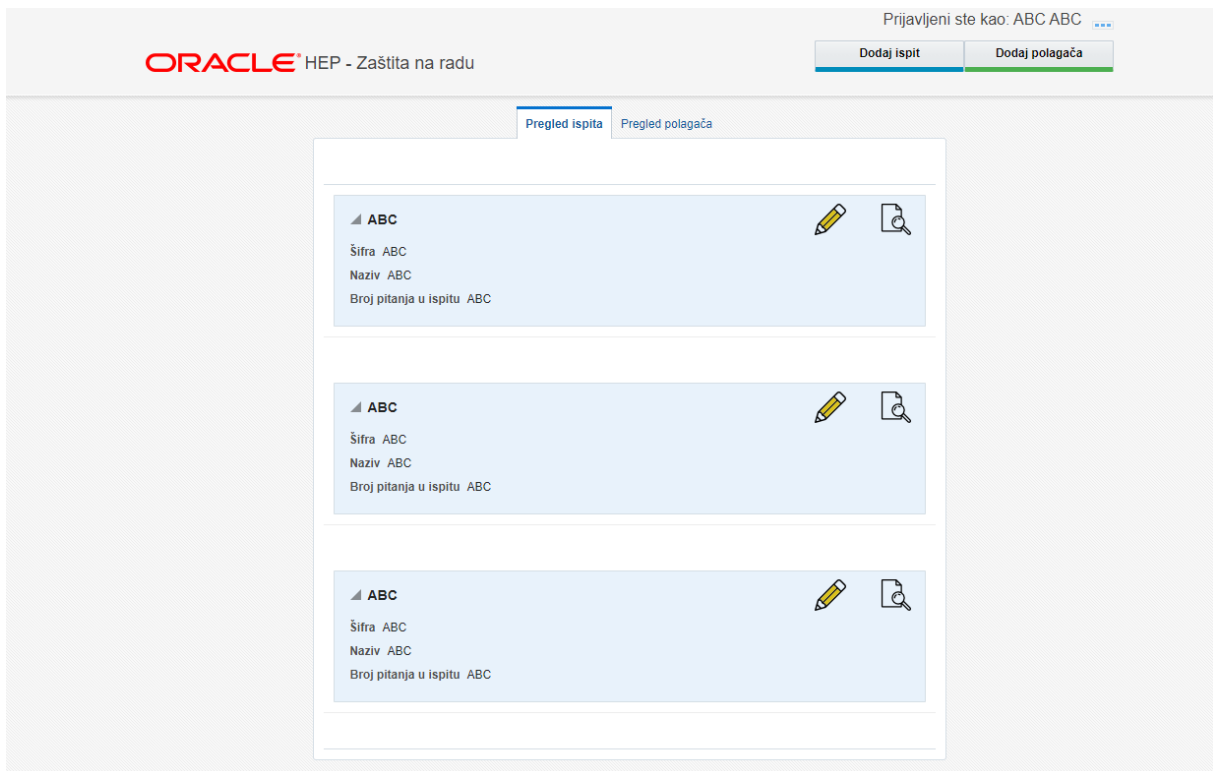 Prijavljeni ste kao: ABC ABC
ORACLE HEP - Zaštita na radu
Dodaj ispit
Dodaj polagača
Pregled ispita
Pregled polagača
ABC
Šifra ABC
Naziv ABC
Broj pitanja u ispitu ABC
ABC
Šifra ABC
Naziv ABC
Broj pitanja u ispitu ABC
ABC
Šifra ABC
Naziv ABC
Broj pitanja u ispitu ABC